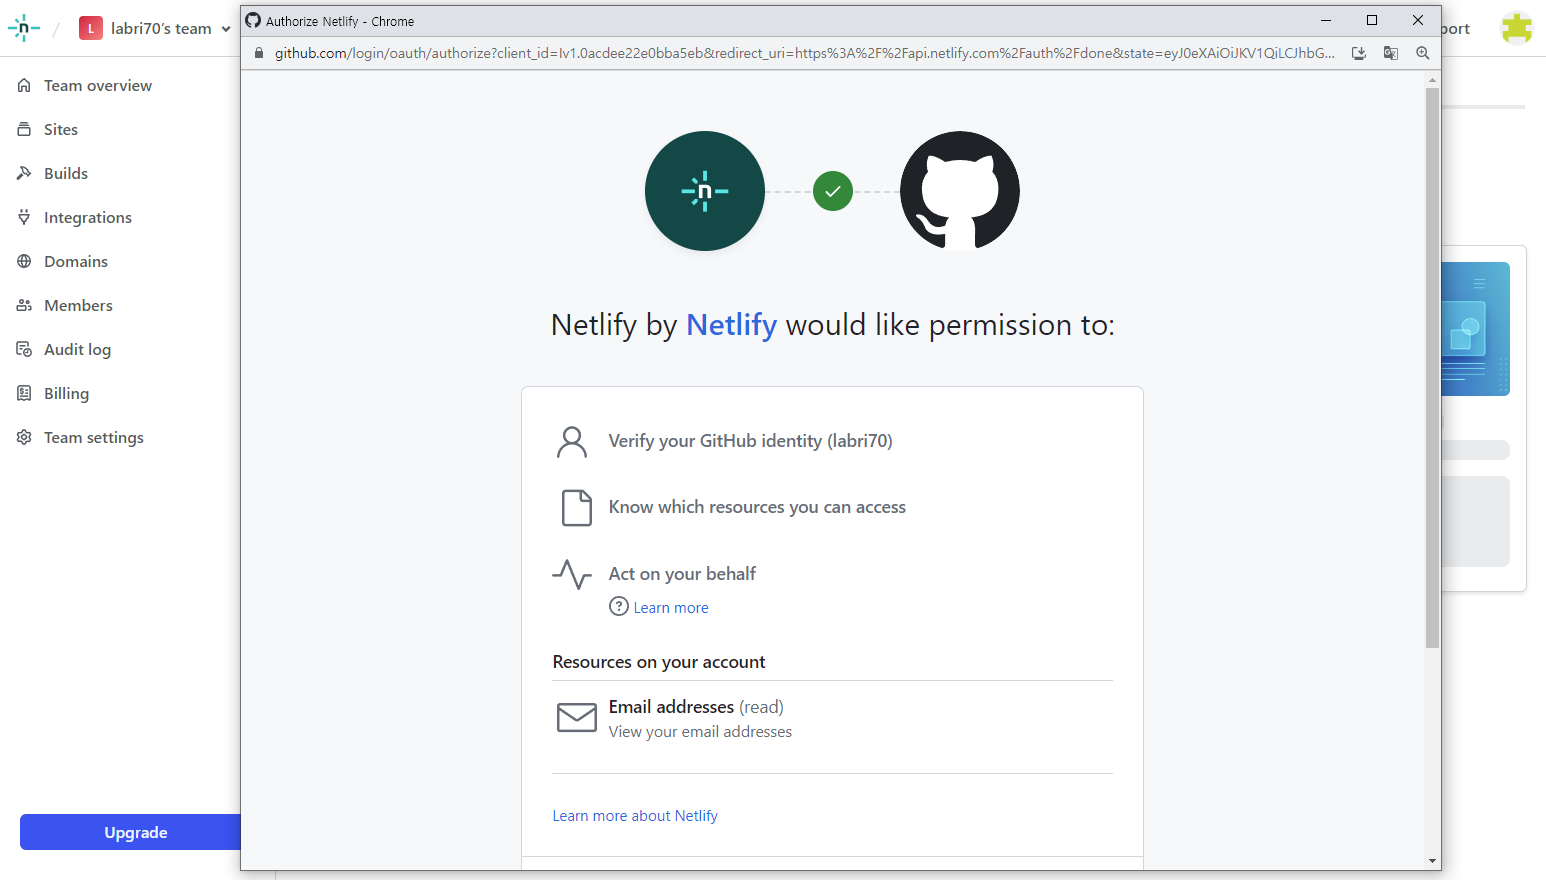 n
/
L
labri70's team
port
Team overview
Sites
Builds
Integrations
Domains
Members
Audit log
Billing
Team settings
Upgrade
Authorize Netlify - Chrome
github.com/login/oauth/authorize?client_id=Iv1.0acdee22e0bba5eb&redirect_uri=https%3A%2F%2Fapi.netlify.com%2Fauth%2Fdone&state=eyJ0eXAiOiJKV1QiLCJhbG...
n
Netlify by Netlify would like permission to:
Verify your GitHub identity (labri70)
Know which resources you can access
Act on your behalf
Learn more
Resources on your account
Email addresses (read)
View your email addresses
Learn more about Netlify